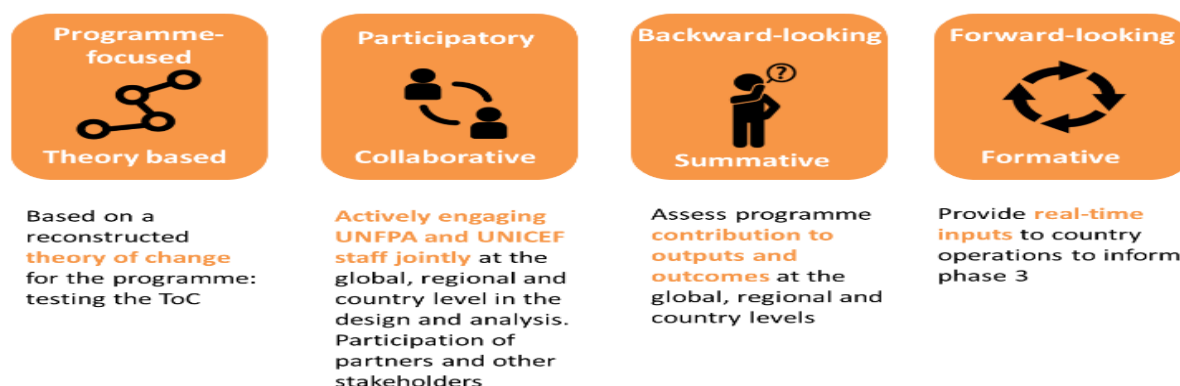 Programme-
focused
Theory based
Based on a
reconstructed
theory of change
for the programme:
testing the ToC
Participatory
Collaborative
Actively engaging
UNFPA and UNICEF
staff jointly at the
global, regional and
country level in the
design and analysis.
Participation of
partners and other
stakeholders
Backward-looking
?
Summative
Assess programme
contribution to
outputs and
outcomes at the
global, regional and
country levels
Forward-looking
Formative
Provide real-time
inputs to country
operations to inform
phase 3